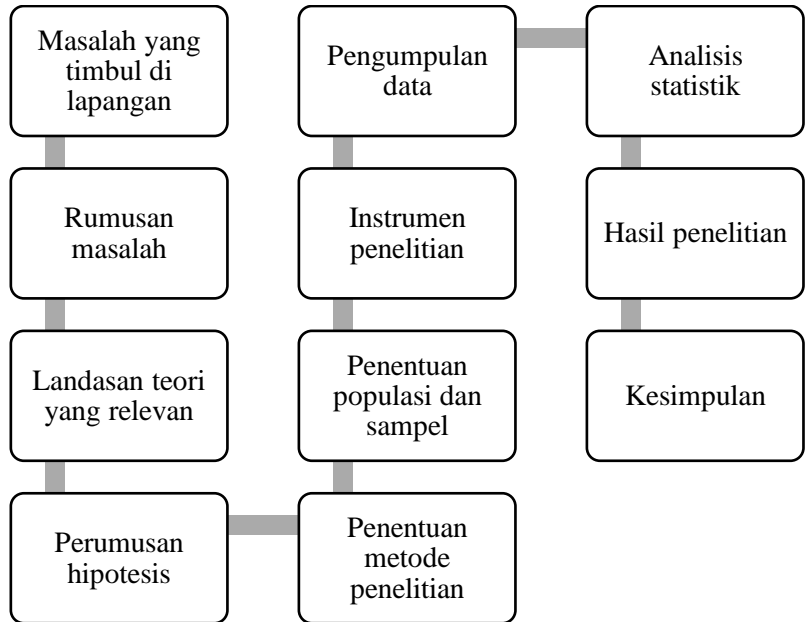 Masalah yang
timbul di
lapangan
Rumusan
masalah
Landasan teori
yang relevan
Perumusan
hipotesis
Penentuan
metode
penelitian
Penentuan
populasi dan
sampel
Instrumen
penelitian
Pengumpulan
data
Analisis
statistik
Hasil penelitian
Kesimpulan